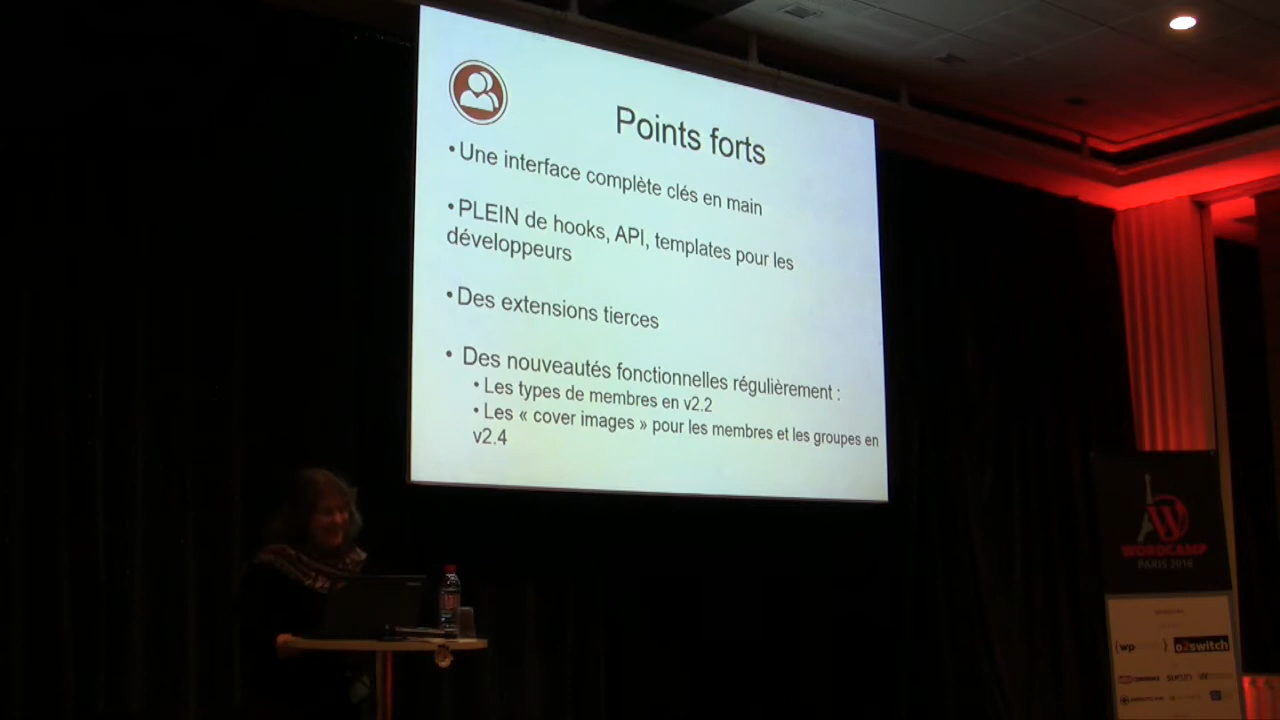 Points forts
•Une interface complète clés en main
•PLEIN de hooks, API, templates pour les
développeurs
•Des extensions tierces
• Des nouveautés fonctionnelles régulièrement :
•Les types de membres en v2.2
•Les « cover images » pour les membres et les groupes en
v2.4
WORDCAMP
PARIS 2016
{wp }
o2switch